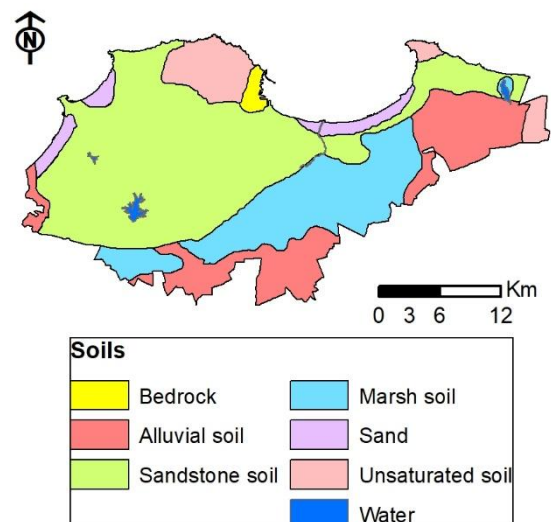 N
Km
0 3 6 12
Soils
Bedrock Marsh soil
Alluvial soil Sand
Sandstone soil Unsaturated soil
Water